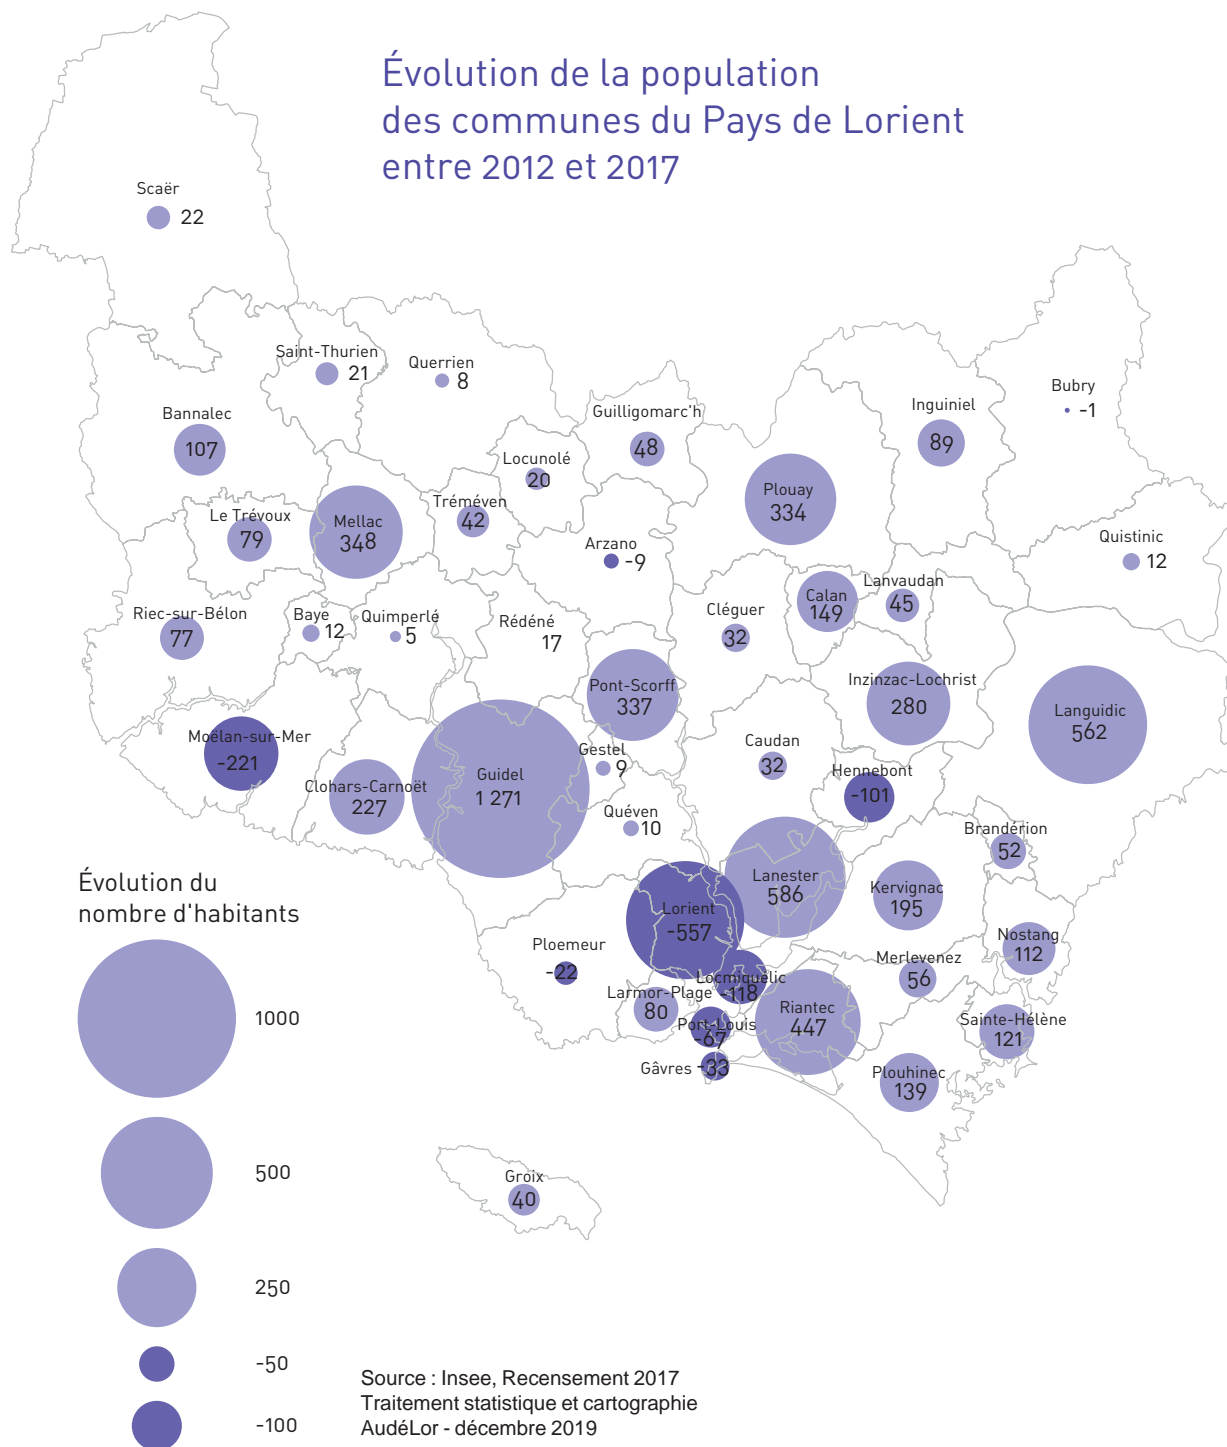 Évolution de la population
des communes du Pays de Lorient
entre 2012 et 2017
Scaër
22
Saint-Thurien
21
Querrien
8
Bannalec
107
Guilligomarc'h
48
Inguiniel
89
Bubry
-1
Locunolé
20
Plouay
334
Le Trévoux
79
Mellac
348
Tréméven
42
Arzano
-9
Quistinic
12
Riec-sur-Bélon
77
Baye
12
Quimperlé
5
Rédéné
17
Cléguer
32
Calan
149
Lanvaudan
45
Pont-Scorff
337
Inzinzac-Lochrist
280
Languidic
562
Moëlan-sur-Mer
-221
Clohars-Carnoët
227
Guidel
1 271
Gestel
9
Caudan
32
Hennebont
-101
Quéven
10
Brandérion
52
Lanester
586
Kervignac
195
Lorient
-557
Nostang
112
Ploemeur
-22
Locmiquélic
-118
Merlevenez
56
Larmor-Plage
80
Port-Louis
-67
Riantec
447
Sainte-Hélène
121
Gâvres
-33
Plouhinec
139
Groix
40
Évolution du
nombre d'habitants
1000
500
250
-50
-100
Source : Insee, Recensement 2017
Traitement statistique et cartographie
AudéLor - décembre 2019